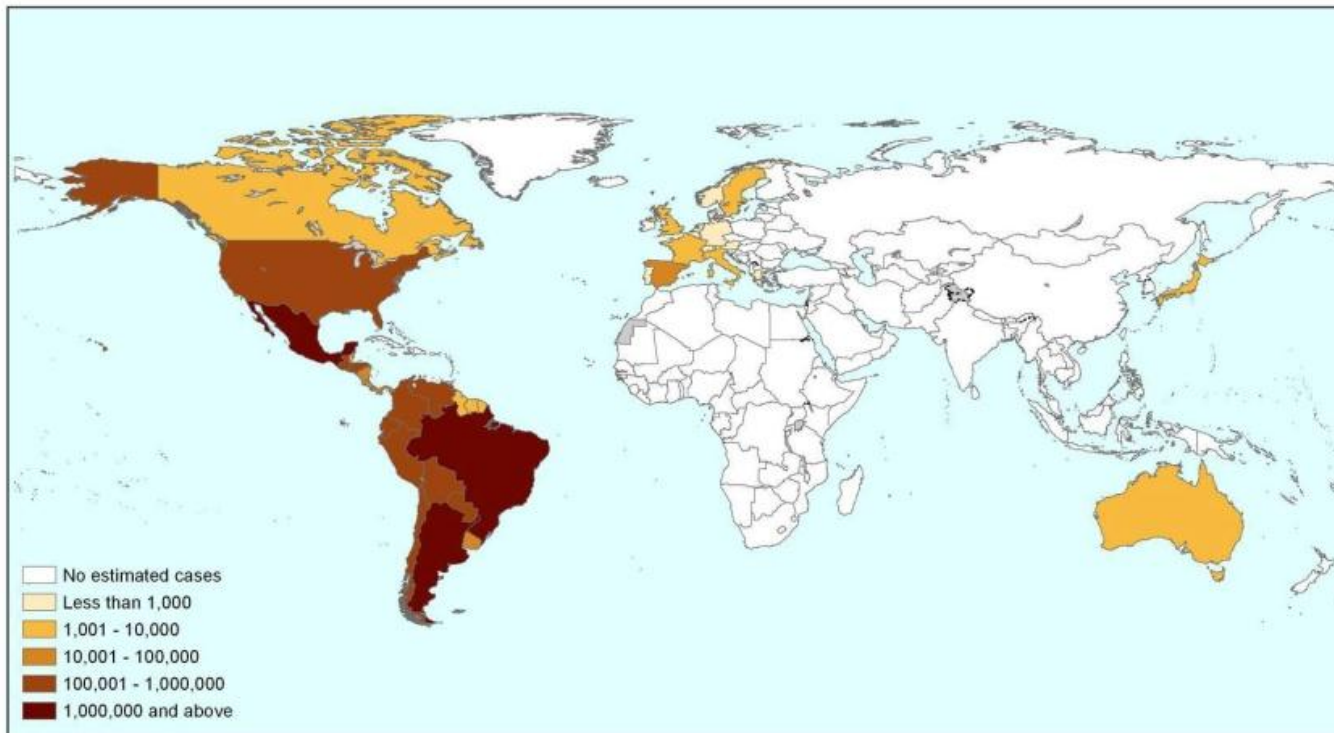 No estimated cases
Less than 1,000
1,001 - 10,000
10,001 - 100,000
100,001 - 1,000,000
1,000,000 and above